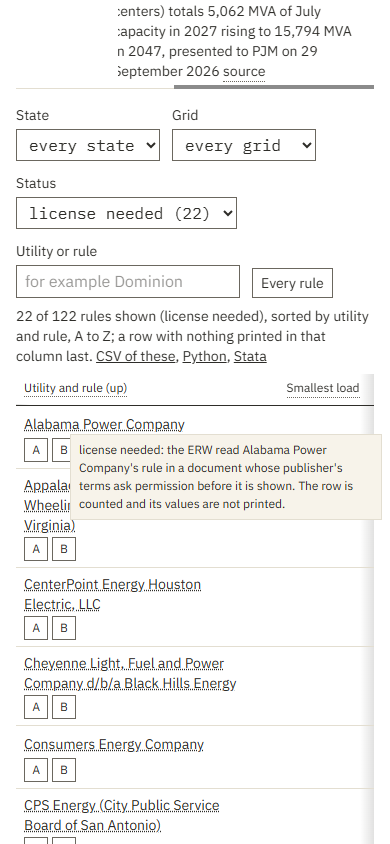 centers) totals 5,062 MVA of July
capacity in 2027 rising to 15,794 MVA
in 2047, presented to PJM on 29
September 2026 source
State
Grid
every state
every grid
Status
license needed (22)
Utility or rule
for example Dominion
Every rule
22 of 122 rules shown (license needed), sorted by utility
and rule, A to Z; a row with nothing printed in that
column last. CSV of these, Python, Stata
Utility and rule (up)
Smallest load
Alabama Power Company
A
B
license needed: the ERW read Alabama Power
Company's rule in a document whose publisher's
terms ask permission before it is shown. The row is
counted and its values are not printed.
Virginia)
A
B
CenterPoint Energy Houston
Electric, LLC
A
B
Cheyenne Light, Fuel and Power
Company d/b/a Black Hills Energy
A
B
Consumers Energy Company
A
B
CPS Energy (City Public Service
Board of San Antonio)